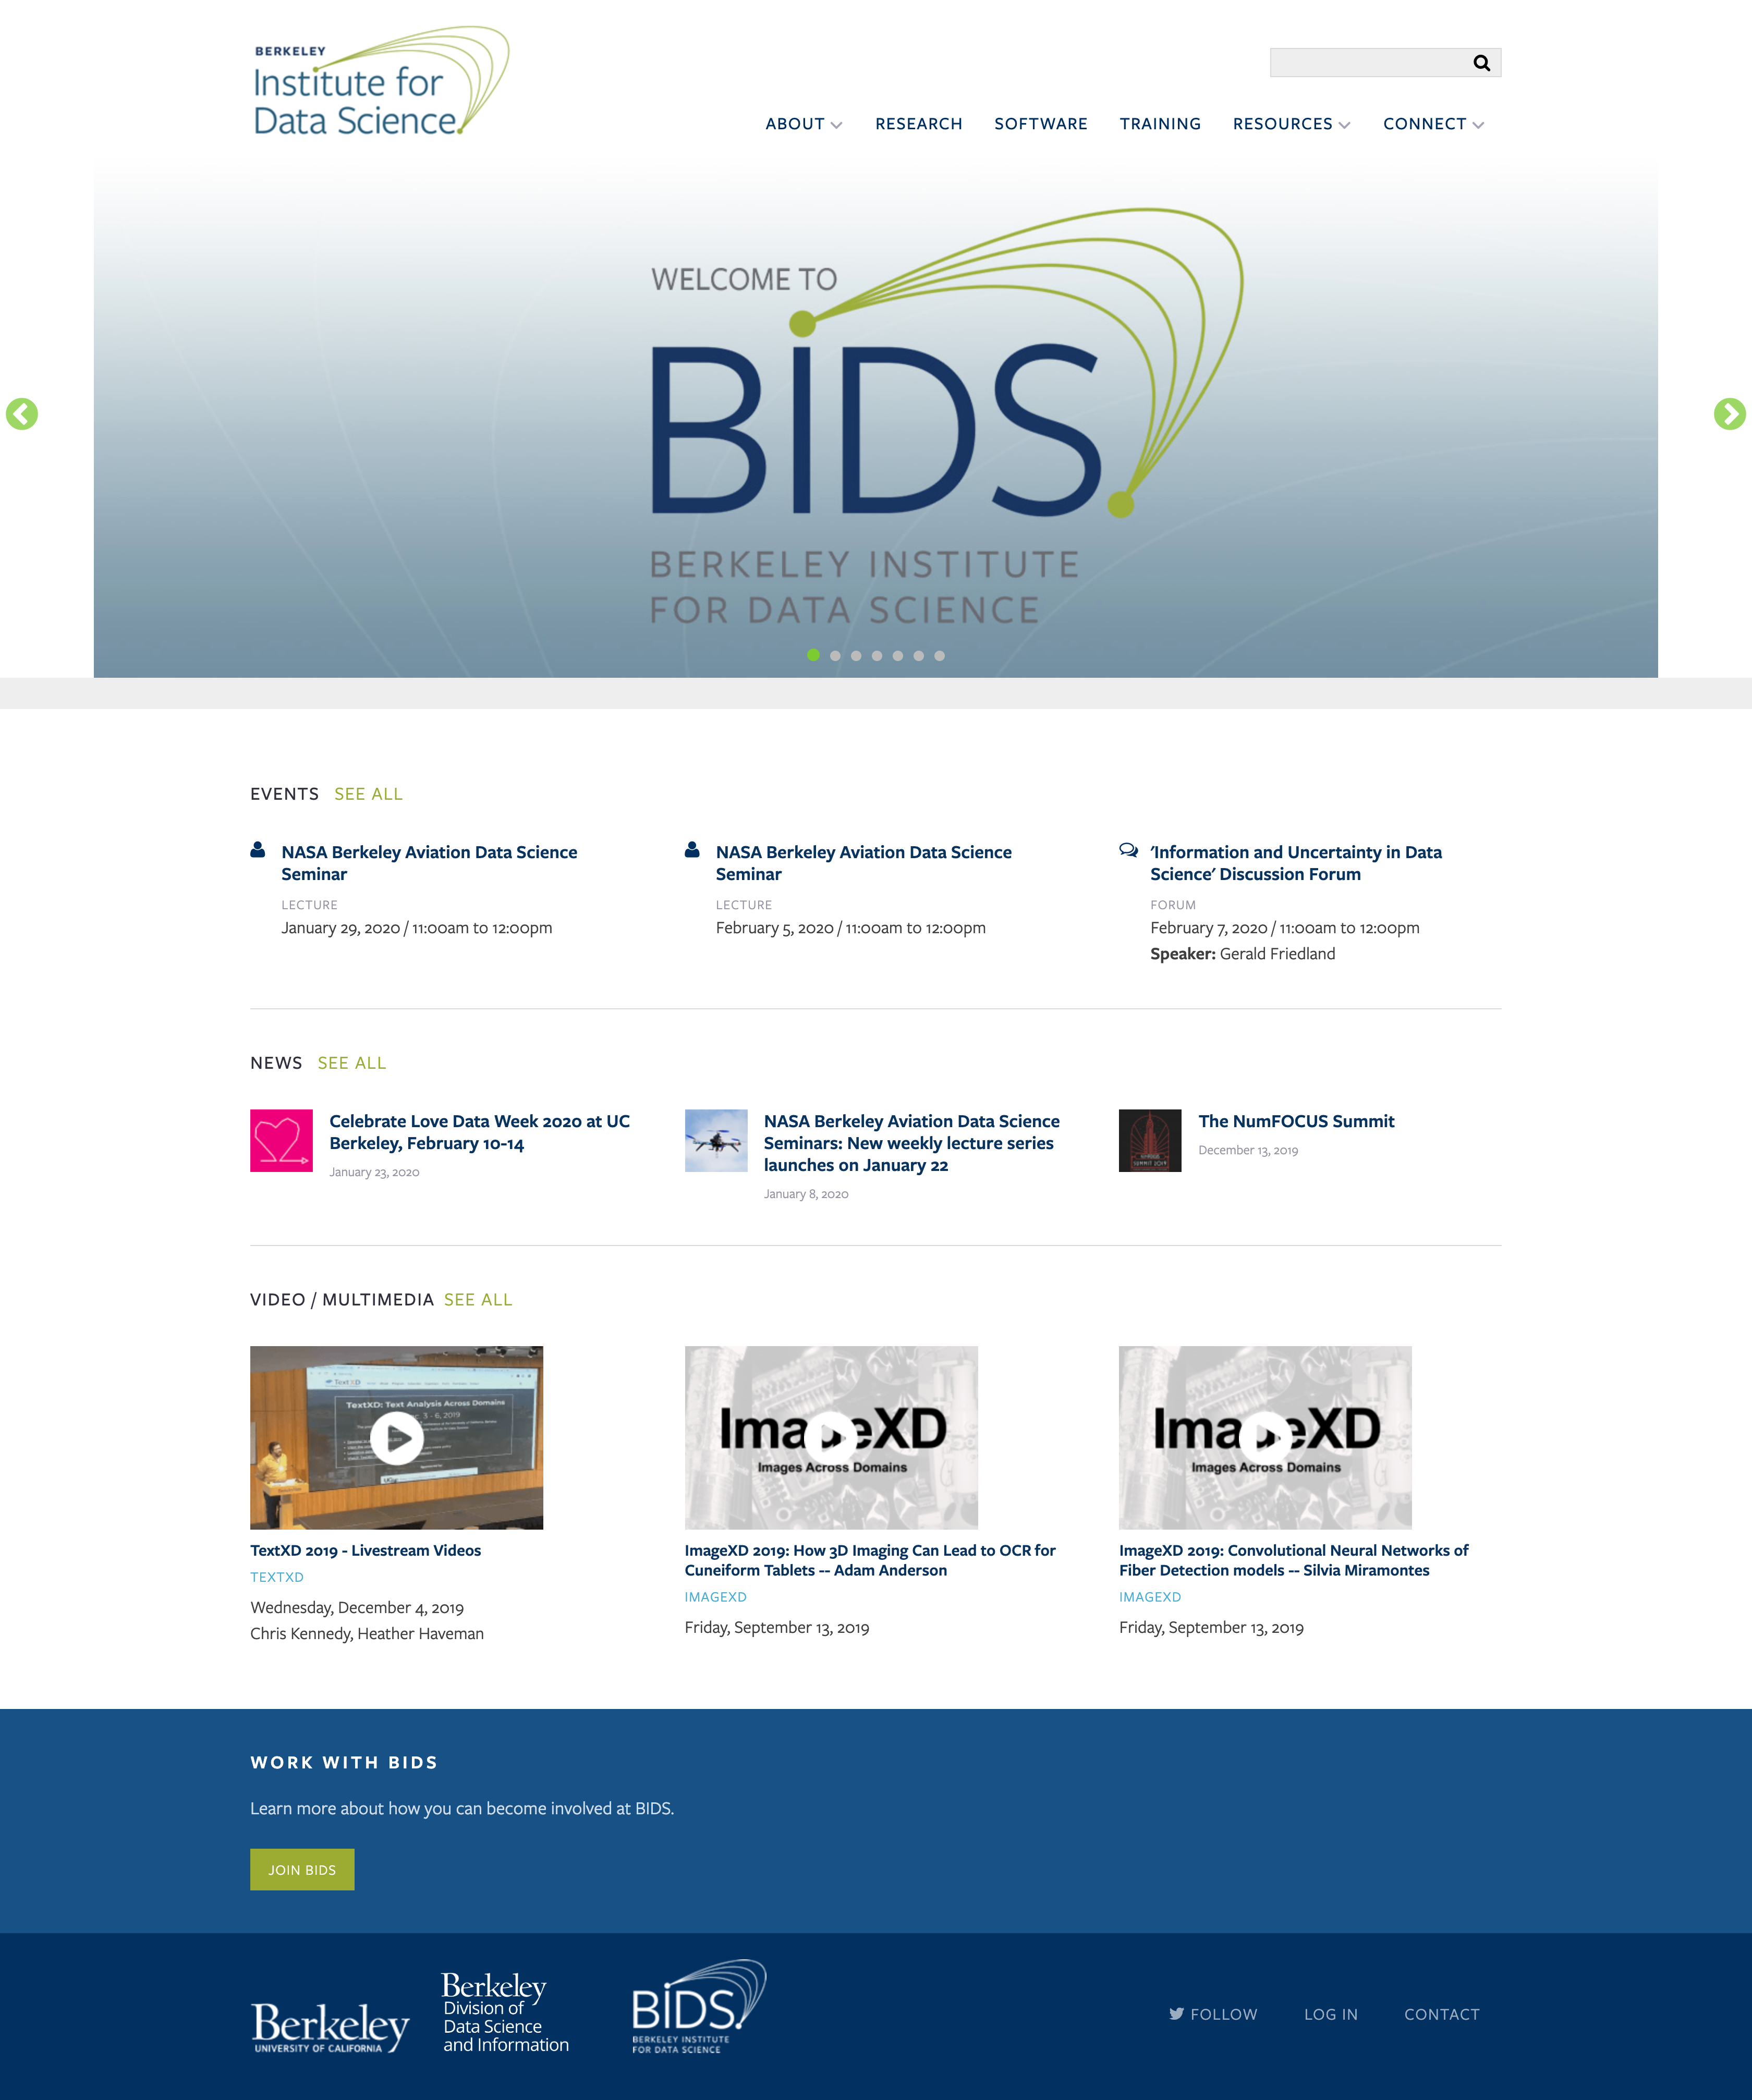 BERKELEY
Institute for
Data Science
ABOUT RESEARCH SOFTWARE TRAINING RESOURCES CONNECT
WELCOME TO
BIDS
BERKELEY INSTITUTE
FOR DATA SCIENCE
EVENTS SEE ALL
NASA Berkeley Aviation Data Science
Seminar
LECTURE
January 29, 2020 / 11:00am to 12:00pm
NASA Berkeley Aviation Data Science
Seminar
LECTURE
February 5, 2020 / 11:00am to 12:00pm
'Information and Uncertainty in Data
Science' Discussion Forum
FORUM
February 7, 2020 / 11:00am to 12:00pm
Speaker: Gerald Friedland
NEWS SEE ALL
Celebrate Love Data Week 2020 at UC
Berkeley, February 10-14
January 23, 2020
NASA Berkeley Aviation Data Science
Seminars: New weekly lecture series
launches on January 22
January 8, 2020
SUMMIT 2019
The NumFOCUS Summit
December 13, 2019
VIDEO / MULTIMEDIA SEE ALL
TextXD
TextXD: Text Analysis Across Domains
3 - 6, 2019
TextXD 2019 - Livestream Videos
TEXTXD
Wednesday, December 4, 2019
Chris Kennedy, Heather Haveman
ImageXD
Images Across Domains
ImageXD 2019: How 3D Imaging Can Lead to OCR for
Cuneiform Tablets -- Adam Anderson
IMAGEXD
Friday, September 13, 2019
ImageXD
Images Across Domains
ImageXD 2019: Convolutional Neural Networks of
Fiber Detection models -- Silvia Miramontes
IMAGEXD
Friday, September 13, 2019
WORK WITH BIDS
Learn more about how you can become involved at BIDS.
JOIN BIDS
Berkeley
UNIVERSITY OF CALIFORNIA
Berkeley
Division of
Data Science
and Information
BIDS
BERKELEY INSTITUTE
FOR DATA SCIENCE
FOLLOW LOG IN CONTACT